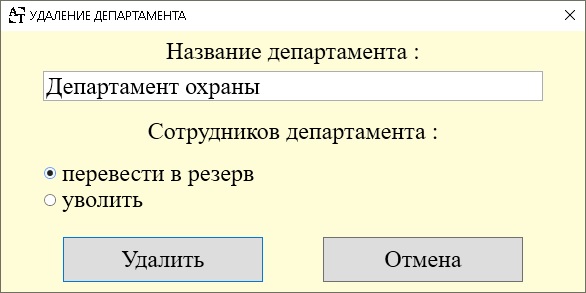 УДАЛЕНИЕ ДЕПАРТАМЕНТА
Название департамента :
Департамент охраны
Сотрудников департамента :
перевести в резерв
уволить
Удалить Отмена